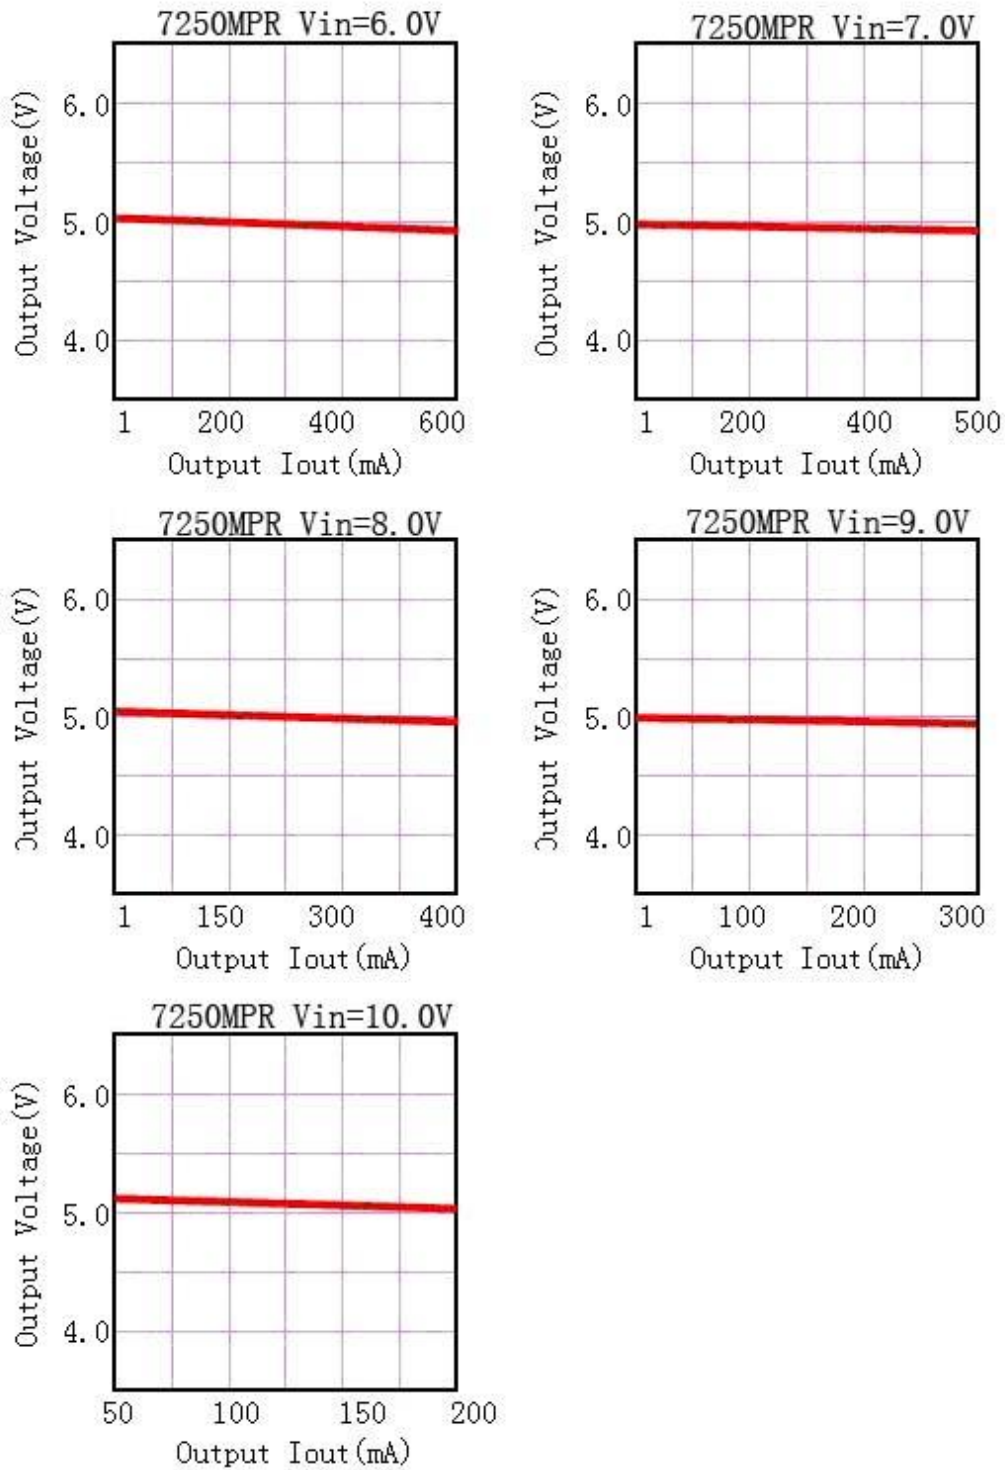 7250MPR Vin=6.0V
Output Voltage(V)
6.0
5.0
4.0
1 200 400 600
Output Iout(mA)
7250MPR Vin=7.0V
Output Voltage(V)
6.0
5.0
4.0
1 200 400 500
Output Iout(mA)
7250MPR Vin=8.0V
Output Voltage(V)
6.0
5.0
4.0
1 150 300 400
Output Iout(mA)
7250MPR Vin=9.0V
Output Voltage(V)
6.0
5.0
4.0
1 100 200 300
Output Iout(mA)
7250MPR Vin=10.0V
Output Voltage(V)
6.0
5.0
4.0
50 100 150 200
Output Iout(mA)